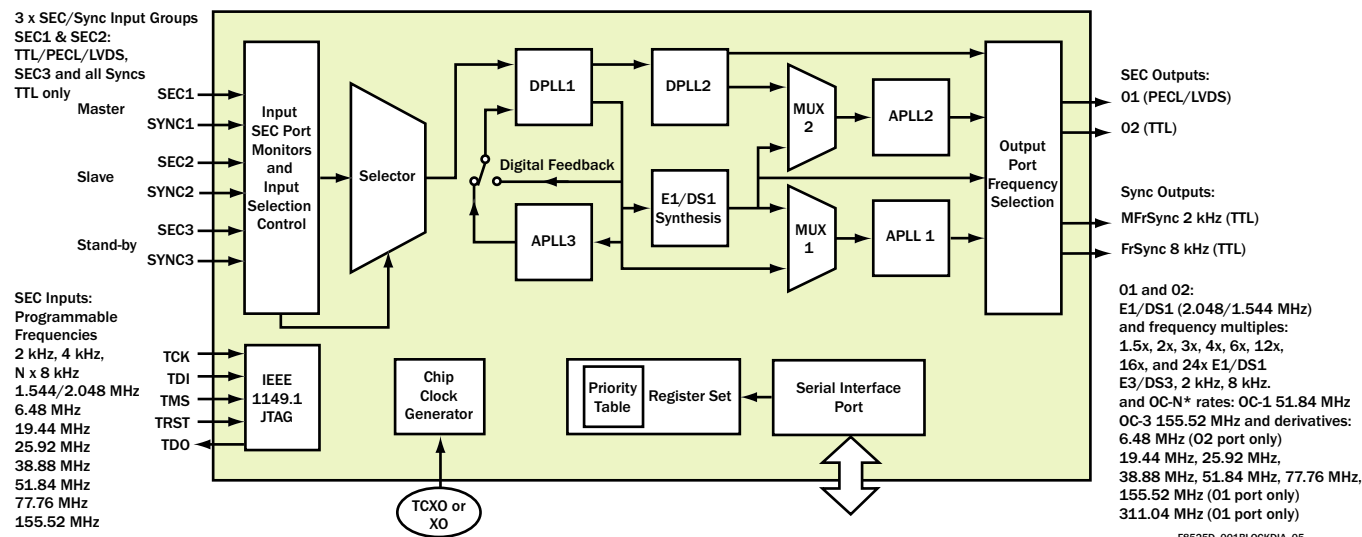 3 x SEC/Sync Input Groups
SEC1 & SEC2:
TTL/PECL/LVDS,
SEC3 and all Syncs
TTL only
Master
Slave
Stand-by
SEC1
SYNC1
SEC2
SYNC2
SEC3
SYNC3
Input
SEC Port
Monitors
and
Input
Selection
Control
Selector
DPLL1
DPLL2
Digital Feedback
APLL3
E1/DS1
Synthesis
MUX
2
MUX
1
APLL2
APLL 1
Output
Port
Frequency
Selection
SEC Outputs:
01 (PECL/LVDS)
02 (TTL)
Sync Outputs:
MFrSync 2 kHz (TTL)
FrSync 8 kHz (TTL)
SEC Inputs:
Programmable
Frequencies
2 kHz, 4 kHz,
N x 8 kHz
1.544/2.048 MHz
6.48 MHz
19.44 MHz
25.92 MHz
38.88 MHz
51.84 MHz
77.76 MHz
155.52 MHz
TCK
TDI
TMS
TRST
TDO
IEEE
1149.1
JTAG
Chip
Clock
Generator
TCXO or
XO
Priority
Table
Register Set
Serial Interface
Port
01 and 02:
E1/DS1 (2.048/1.544 MHz)
and frequency multiples:
1.5x, 2x, 3x, 4x, 6x, 12x,
16x, and 24x E1/DS1
E3/DS3, 2 kHz, 8 kHz.
and OC-N* rates: OC-1 51.84 MHz
OC-3 155.52 MHz and derivatives:
6.48 MHz (O2 port only)
19.44 MHz, 25.92 MHz,
38.88 MHz, 51.84 MHz, 77.76 MHz,
155.52 MHz (01 port only)
311.04 MHz (01 port only)